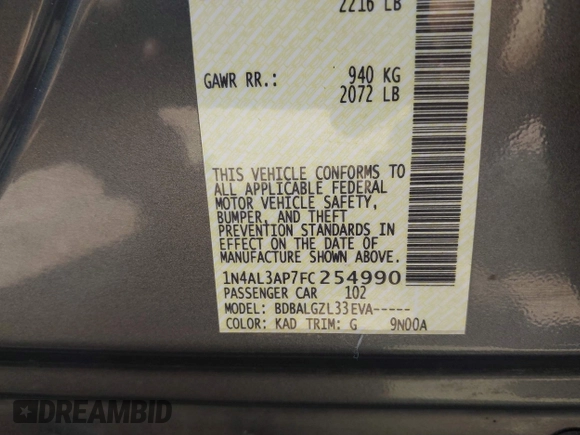 2216 LB
GAWR RR.: 940 KG
2072 LB
THIS VEHICLE CONFORMS TO
ALL APPLICABLE FEDERAL
MOTOR VEHICLE SAFETY,
BUMPER, AND THEFT
PREVENTION STANDARDS IN
EFFECT ON THE DATE OF
MANUFACTURE SHOWN ABOVE.
1N4AL3AP7FC254990
PASSENGER CAR 102
MODEL: BDBALGZL33EVA-----
COLOR: KAD TRIM: G 9N00A
DREAMBID